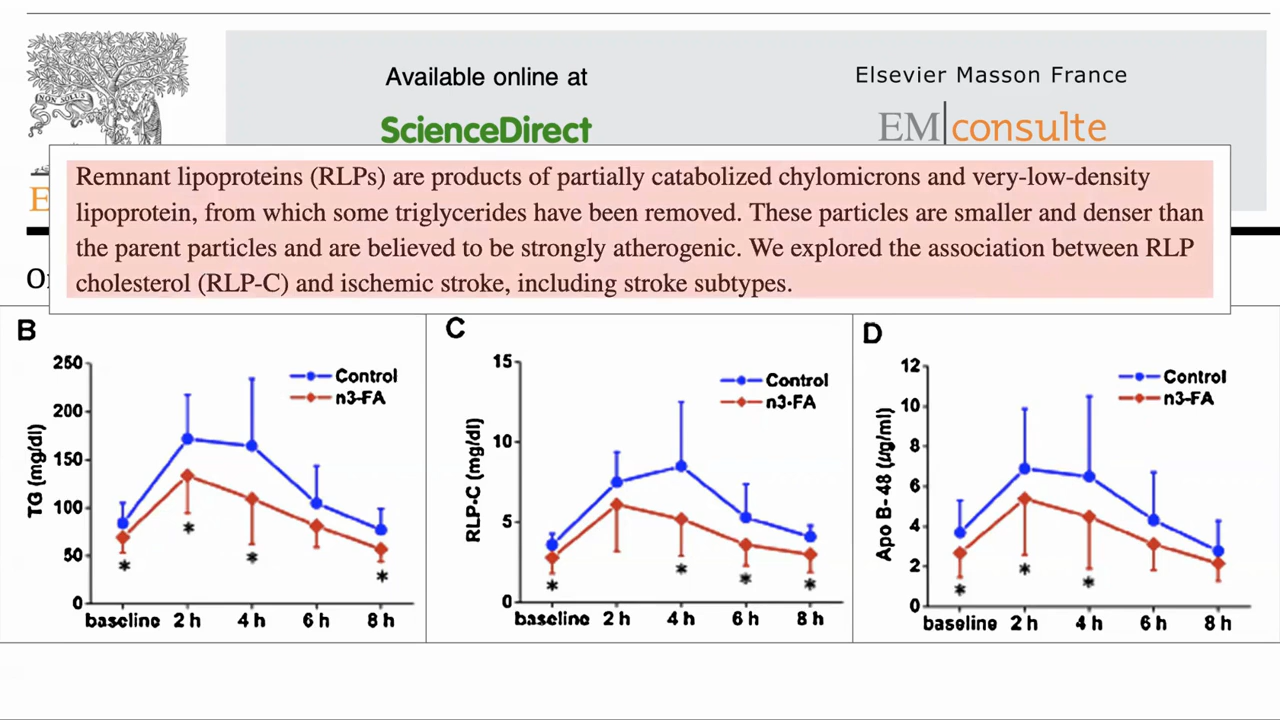 Available online at
Elsevier Masson France
NON SOLUS
ScienceDirect
EM|consulte
Remnant lipoproteins (RLPs) are products of partially catabolized chylomicrons and very-low-density
lipoprotein, from which some triglycerides have been removed. These particles are smaller and denser than
the parent particles and are believed to be strongly atherogenic. We explored the association between RLP
cholesterol (RLP-C) and ischemic stroke, including stroke subtypes.
E
B
TG (mg/dl)
250
200
150
100
50
0
Control
n3-FA
* * * *
baseline 2 h 4 h 6 h 8 h
C
RLP-C (mg/dl)
15
10
5
0
Control
n3-FA
* * * *
baseline 2 h 4 h 6 h 8 h
D
Apo B-48 (µg/ml)
12
10
8
6
4
2
0
Control
n3-FA
* * *
baseline 2 h 4 h 6 h 8 h